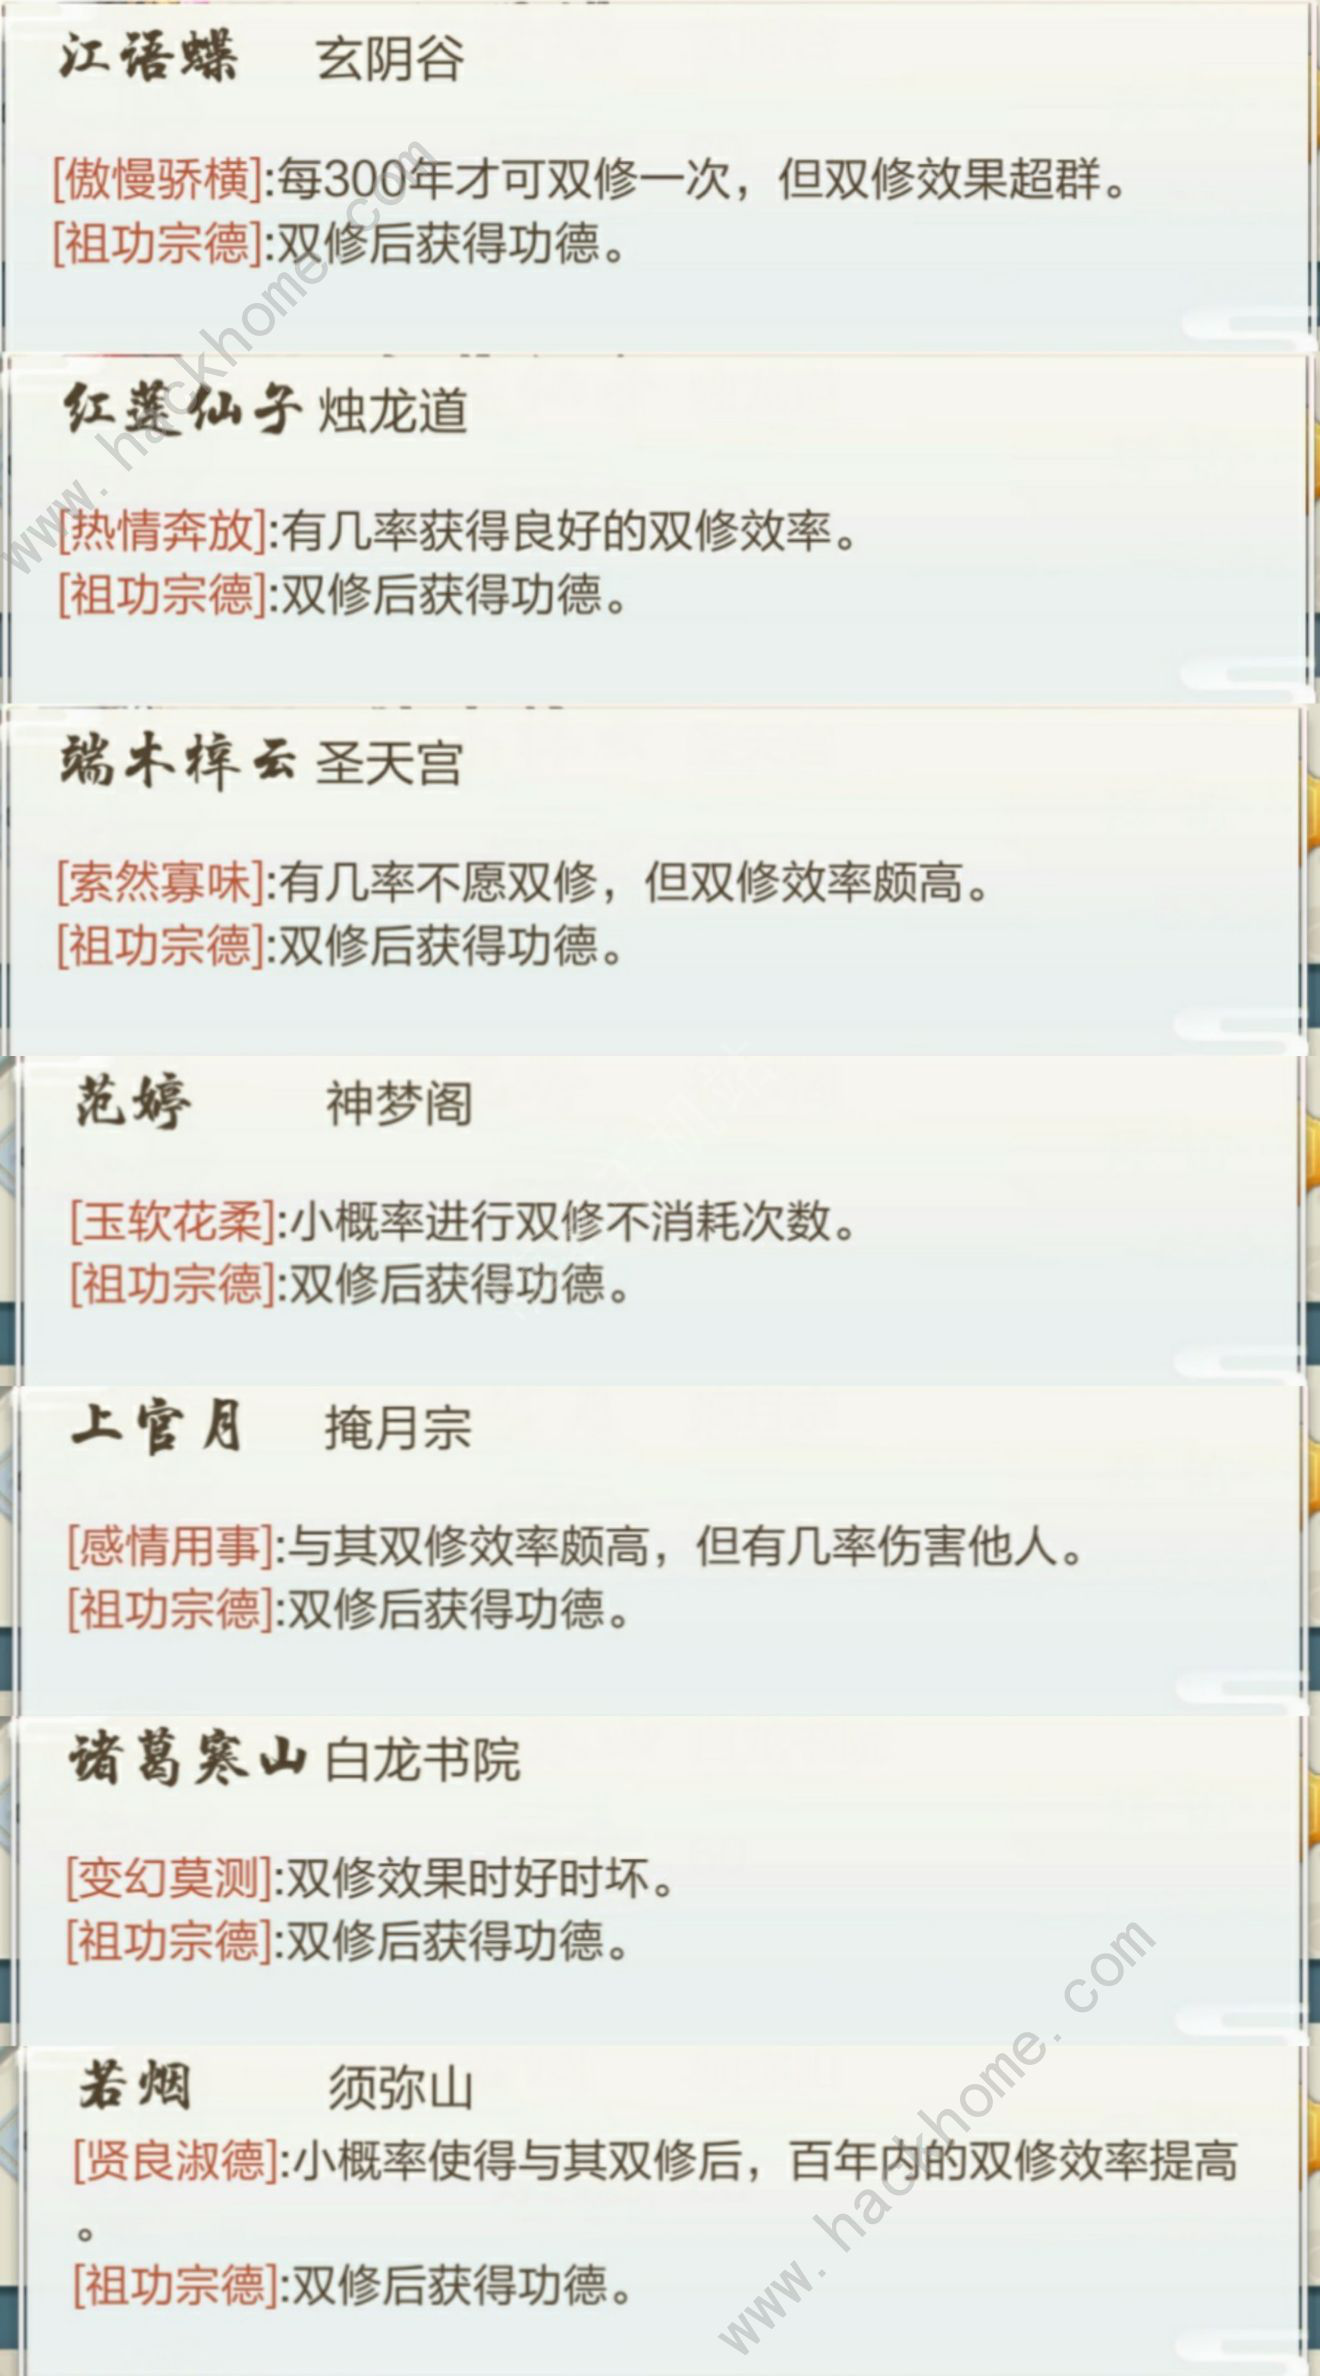 江语蝶 玄阴谷
[傲慢骄横]:每300年才可双修一次，但双修效果超群。
[祖功宗德]:双修后获得功德。
红莲仙子 烛龙道
[热情奔放]:有几率获得良好的双修效率。
[祖功宗德]:双修后获得功德。
端木梓云 圣天宫
[索然寡味]:有几率不愿双修，但双修效率颇高。
[祖功宗德]:双修后获得功德。
范婷 神梦阁
[玉软花柔]:小概率进行双修不消耗次数。
[祖功宗德]:双修后获得功德。
上官月 掩月宗
[感情用事]:与其双修效率颇高，但有几率伤害他人。
[祖功宗德]:双修后获得功德。
诸葛寒山 白龙书院
[变幻莫测]:双修效果时好时坏。
[祖功宗德]:双修后获得功德。
若烟 须弥山
[贤良淑德]:小概率使得与其双修后，百年内的双修效率提高
。
[祖功宗德]:双修后获得功德。
www.hackhome.com
www.hackhome.com